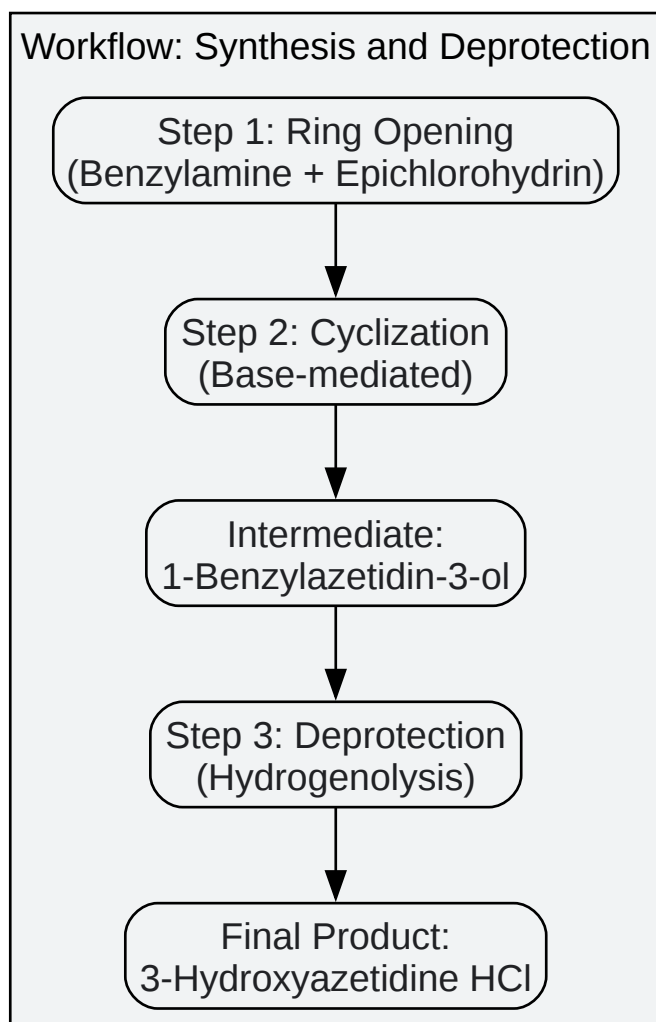 Workflow: Synthesis and Deprotection
Step 1: Ring Opening
(Benzylamine + Epichlorohydrin)
Step 2: Cyclization
(Base-mediated)
Intermediate:
1-Benzylazetidin-3-ol
Step 3: Deprotection
(Hydrogenolysis)
Final Product:
3-Hydroxyazetidine HCl